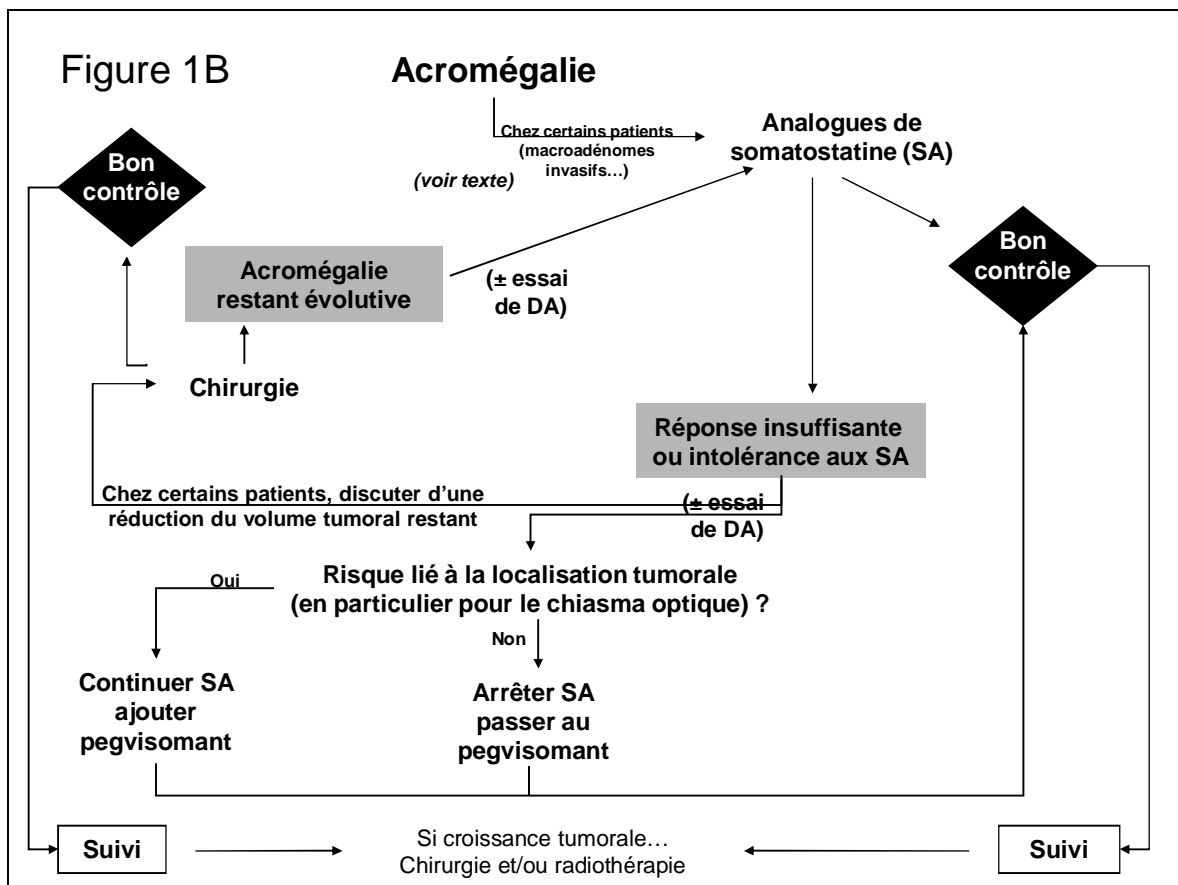 Figure 1B
Acromégalie
Chez certains patients
(macroadénomes
invasifs…)
(voir texte)
Analogues de
somatostatine (SA)
Bon
contrôle
Bon
contrôle
Acromégalie
restant évolutive
(± essai
de DA)
Chirurgie
Réponse insuffisante
ou intolérance aux SA
Chez certains patients, discuter d’une
réduction du volume tumoral restant
(± essai
de DA)
Risque lié à la localisation tumorale
(en particulier pour le chiasma optique) ?
Oui
Non
Continuer SA
ajouter
pegvisomant
Arrêter SA
passer au
pegvisomant
Suivi
Si croissance tumorale…
Chirurgie et/ou radiothérapie
Suivi